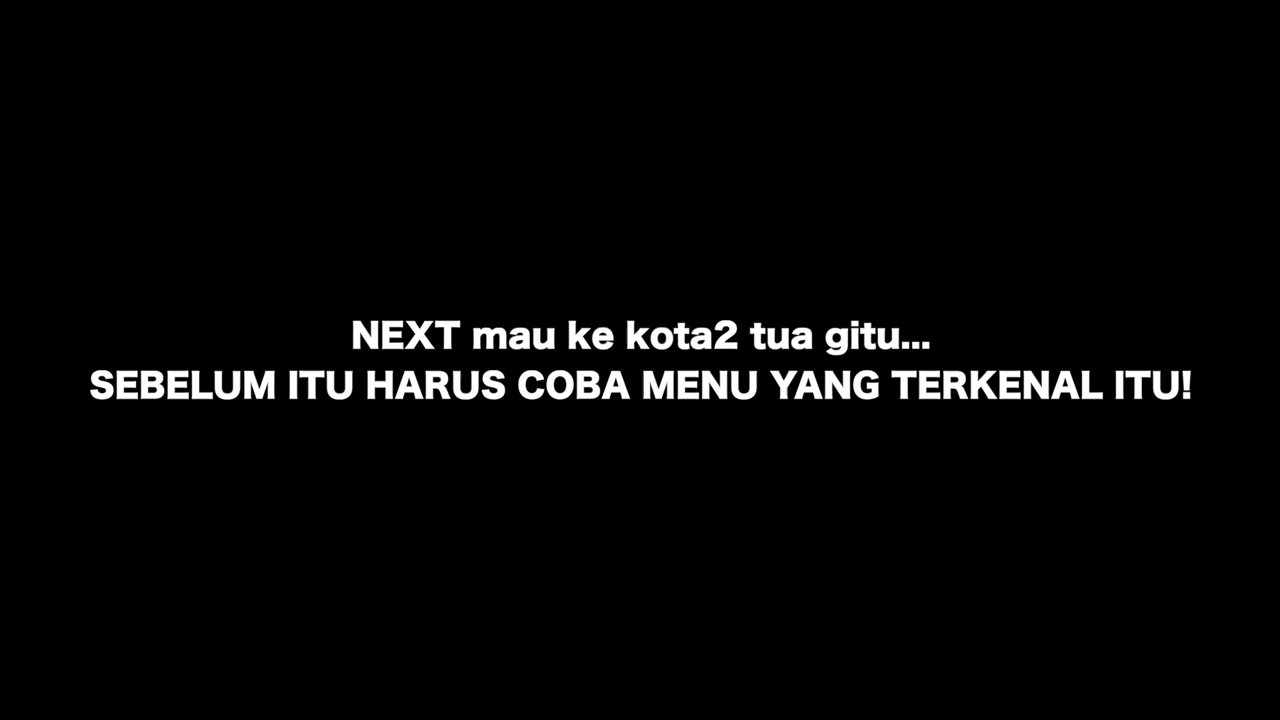 NEXT mau ke kota2 tua gitu...
SEBELUM ITU HARUS COBA MENU YANG TERKENAL ITU!